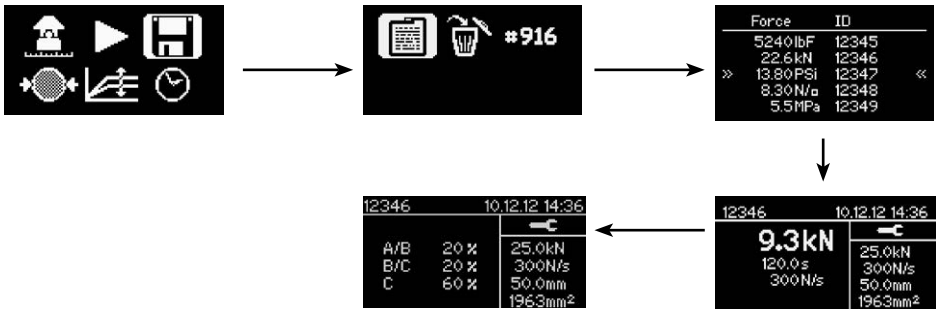 #916
Force ID
5240lbF 12345
22.6kN 12346
» 13.80PSi 12347 «
8.30N/▫ 12348
5.5MPa 12349
12346 10.12.12 14:36
9.3kN
120.0s
300N/s
25.0kN
300N/s
50.0mm
1963mm²
12346 10.12.12 14:36
A/B 20%
B/C 20%
C 60%
25.0kN
300N/s
50.0mm
1963mm²